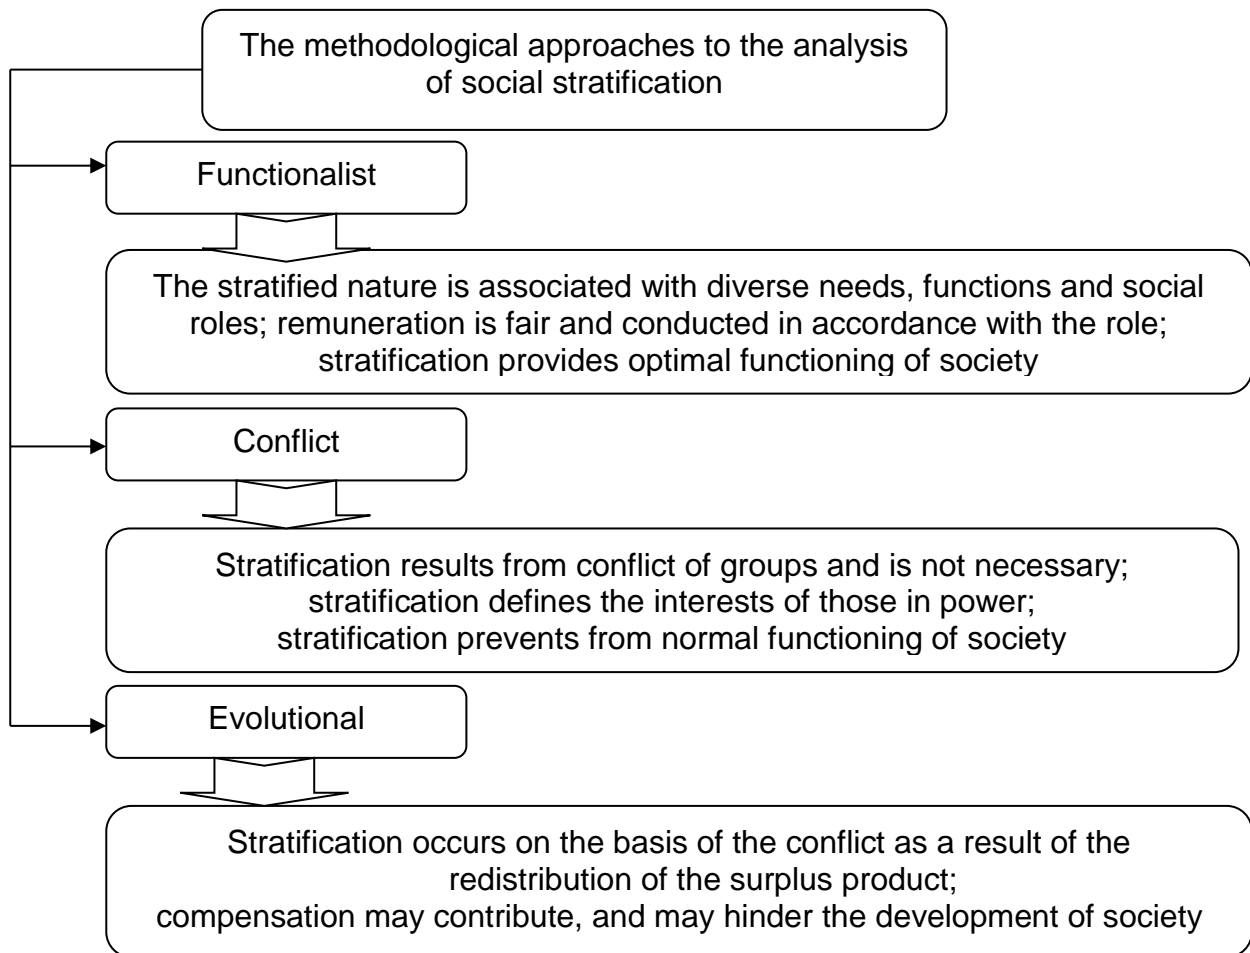 The methodological approaches to the analysis
of social stratification
Functionalist
The stratified nature is associated with diverse needs, functions and social
roles; remuneration is fair and conducted in accordance with the role;
stratification provides optimal functioning of society
Conflict
Stratification results from conflict of groups and is not necessary;
stratification defines the interests of those in power;
stratification prevents from normal functioning of society
Evolutional
Stratification occurs on the basis of the conflict as a result of the
redistribution of the surplus product;
compensation may contribute, and may hinder the development of society